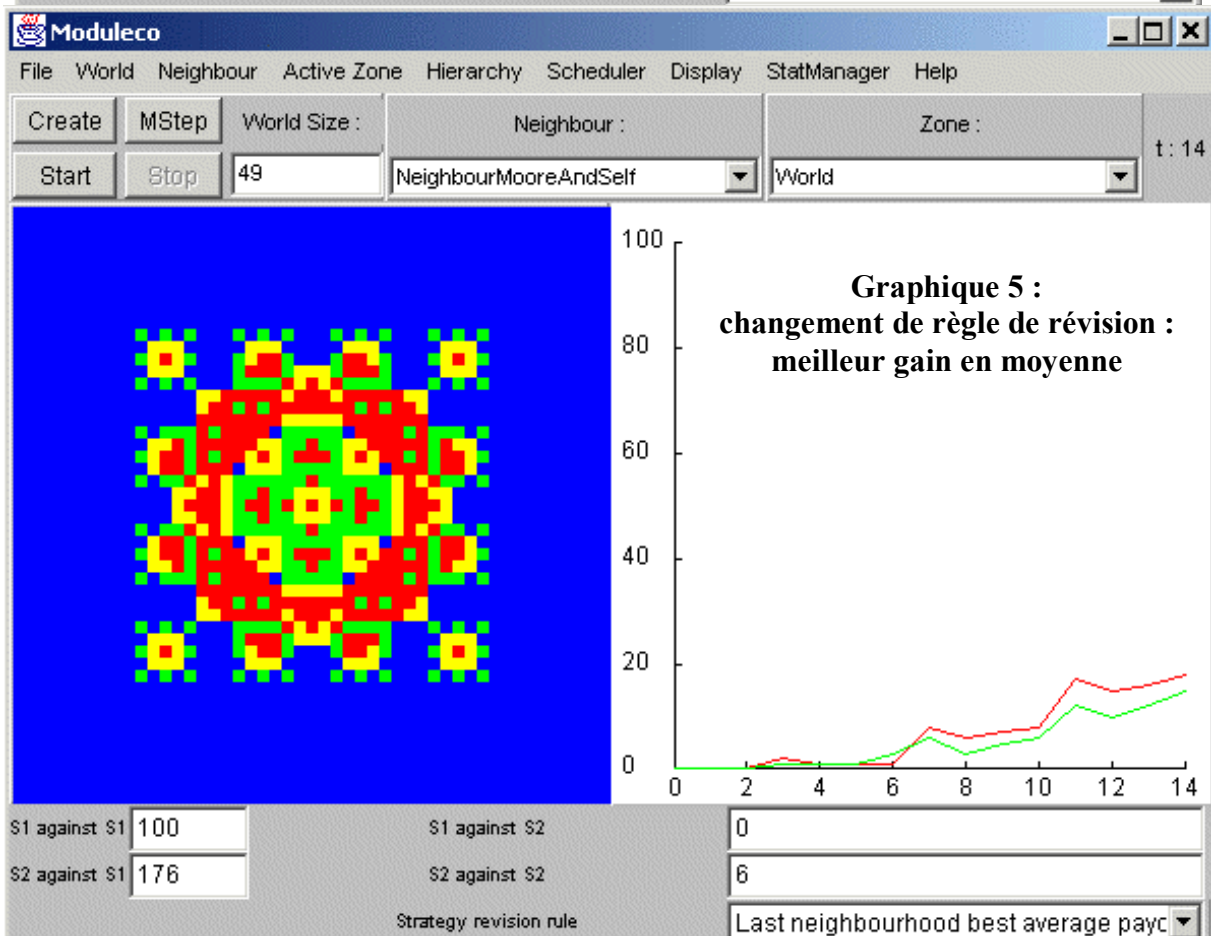 Moduleco
File World Neighbour Active Zone Hierarchy Scheduler Display StatManager Help
Create MStep World Size : Neighbour : Zone : t : 14
Start Stop 49 NeighbourMooreAndSelf World
Graphique 5 :
changement de règle de révision :
meilleur gain en moyenne
100
80
60
40
20
0
0 2 4 6 8 10 12 14
S1 against S1 100 S1 against S2 0
S2 against S1 176 S2 against S2 6
Strategy revision rule Last neighbourhood best average payc